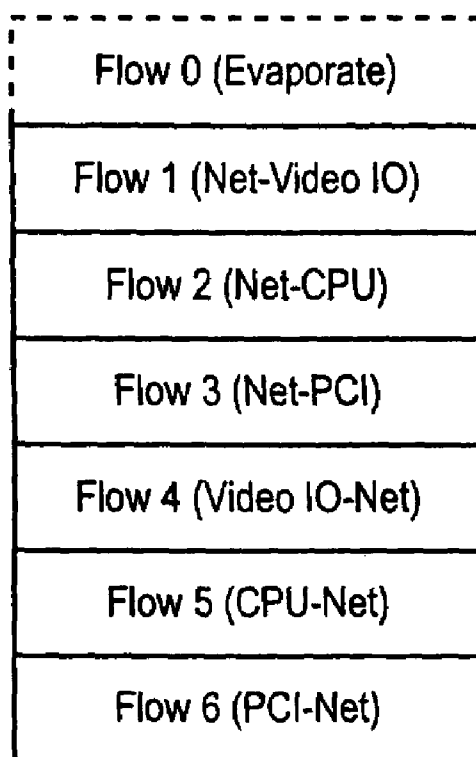 Flow 0 (Evaporate)
Flow 1 (Net-Video IO)
Flow 2 (Net-CPU)
Flow 3 (Net-PCI)
Flow 4 (Video IO-Net)
Flow 5 (CPU-Net)
Flow 6 (PCI-Net)